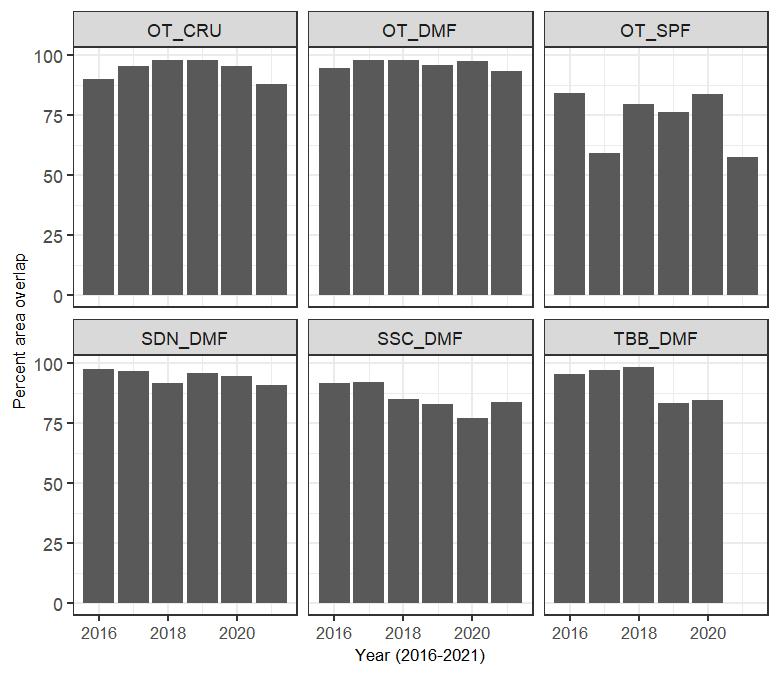 OT_CRU OT_DMF OT_SPF
100
75
50
25
0
SDN_DMF SSC_DMF TBB_DMF
100
75
50
25
0
2016 2018 2020 2016 2018 2020 2016 2018 2020
Year (2016-2021)
Percent area overlap